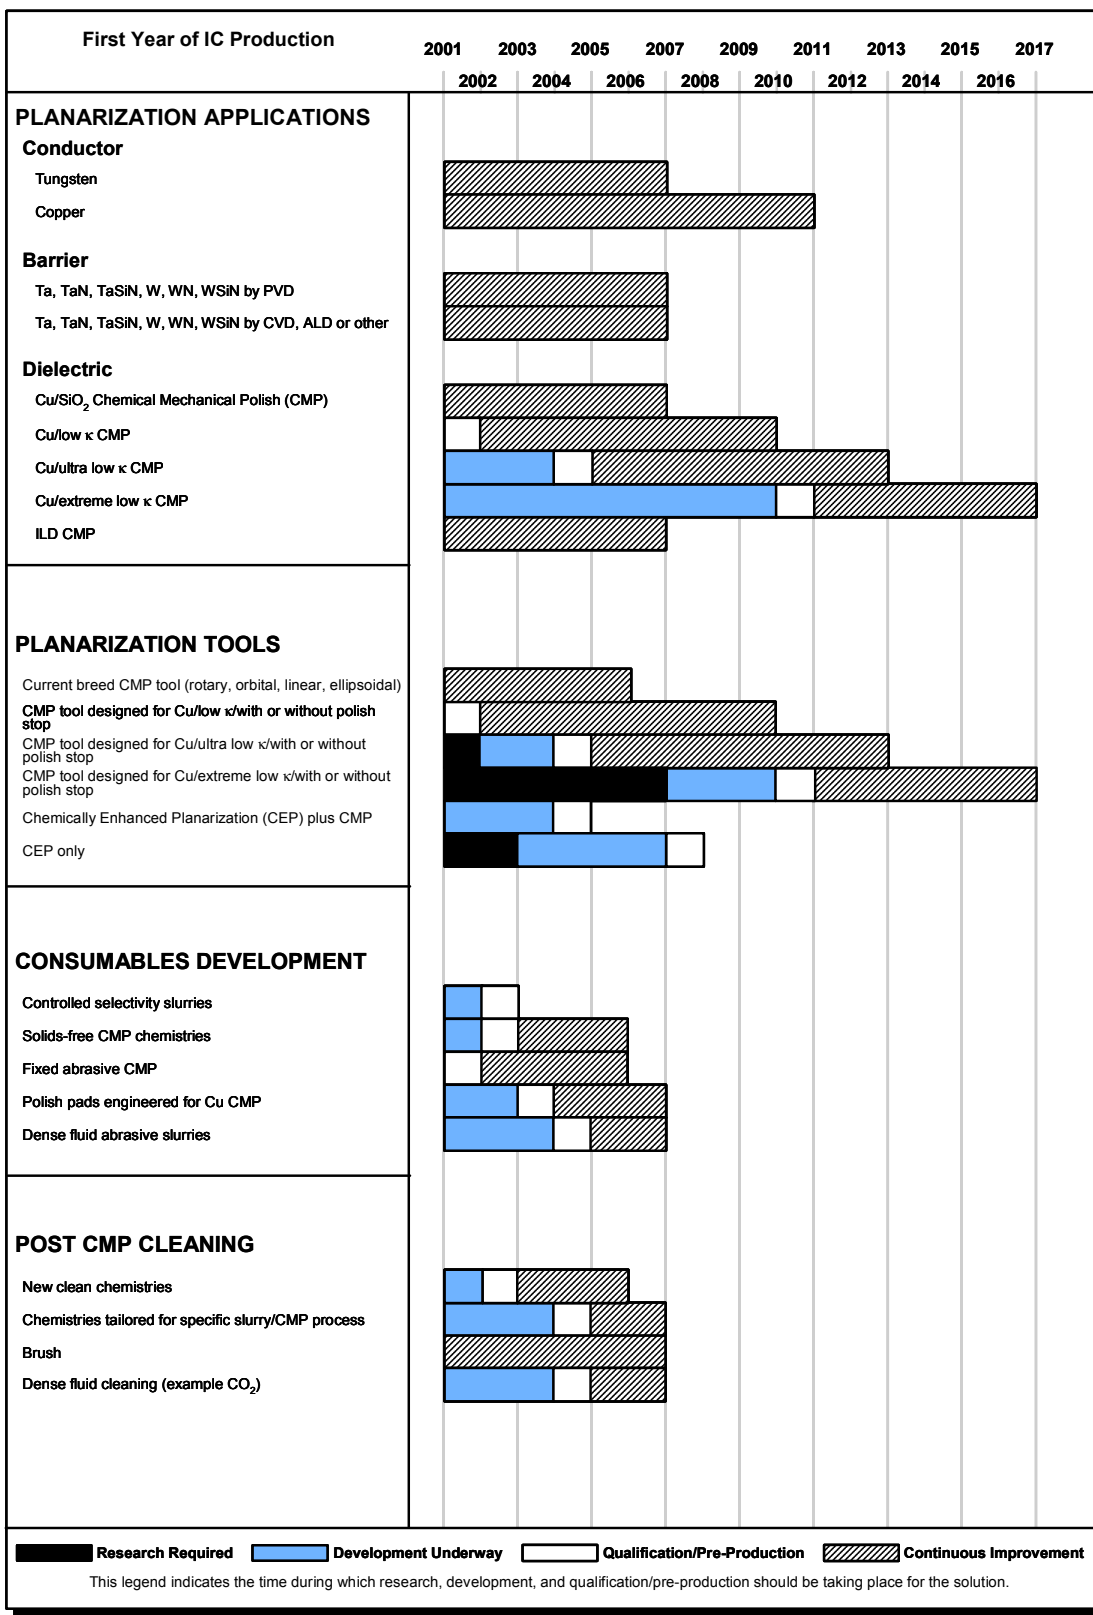 First Year of IC Production
2001 2003 2005 2007 2009 2011 2013 2015 2017
2002 2004 2006 2008 2010 2012 2014 2016
PLANARIZATION APPLICATIONS
Conductor
Tungsten
Copper
Barrier
Ta, TaN, TaSiN, W, WN, WSiN by PVD
Ta, TaN, TaSiN, W, WN, WSiN by CVD, ALD or other
Dielectric
Cu/SiO2 Chemical Mechanical Polish (CMP)
Cu/low κ CMP
Cu/ultra low κ CMP
Cu/extreme low κ CMP
ILD CMP
PLANARIZATION TOOLS
Current breed CMP tool (rotary, orbital, linear, ellipsoidal)
CMP tool designed for Cu/low κ/with or without polish
stop
CMP tool designed for Cu/ultra low κ/with or without
polish stop
CMP tool designed for Cu/extreme low κ/with or without
polish stop
Chemically Enhanced Planarization (CEP) plus CMP
CEP only
CONSUMABLES DEVELOPMENT
Controlled selectivity slurries
Solids-free CMP chemistries
Fixed abrasive CMP
Polish pads engineered for Cu CMP
Dense fluid abrasive slurries
POST CMP CLEANING
New clean chemistries
Chemistries tailored for specific slurry/CMP process
Brush
Dense fluid cleaning (example CO2)
Research Required Development Underway Qualification/Pre-Production Continuous Improvement
This legend indicates the time during which research, development, and qualification/pre-production should be taking place for the solution.